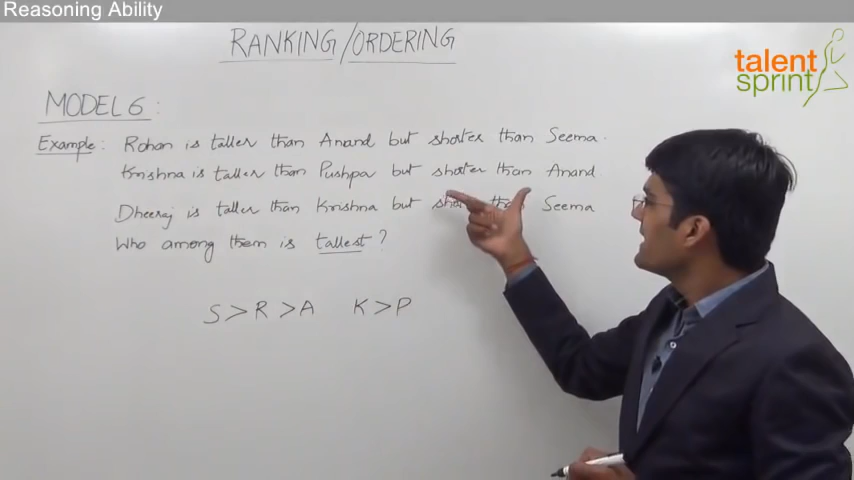 Reasoning Ability
RANKING/ORDERING
talent
sprint
MODEL 6 :
Example: Rohan is taller than Anand but shorter than Seema.
Krishna is taller than Pushpa but shorter than Anand.
Dheeraj is taller than Krishna but than Seema
Who among them is tallest?
S > R > A K > P